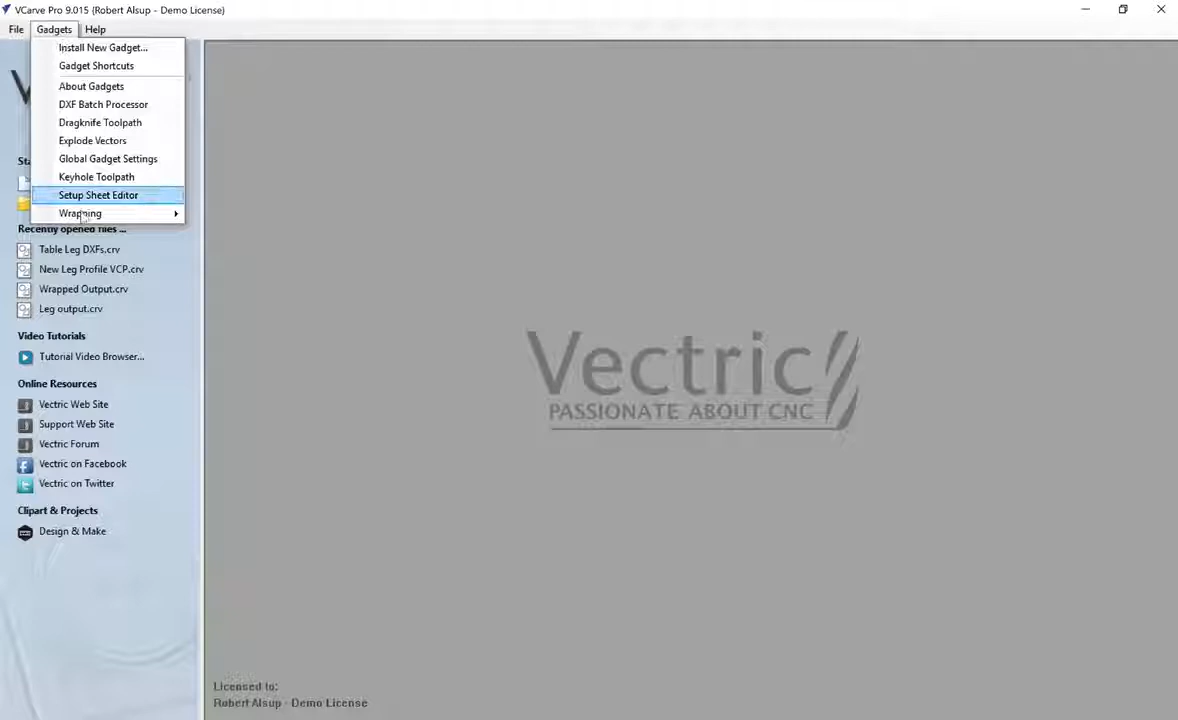 VCarve Pro 9.015 {Robert Alsup - Demo License}
File Gadgets Help
Install New Gadget...
Gadget Shortcuts
About Gadgets
DXF Batch Processor
Dragknife Toolpath
Explode Vectors
Global Gadget Settings
Keyhole Toolpath
Setup Sheet Editor
Wrapping
Sta
Recently opened files ...
Table Leg DXFs.crv
New Leg Profile VCP.crv
Wrapped Output.crv
Leg output.crv
Video Tutorials
Tutorial Video Browser...
Online Resources
Vectric Web Site
Support Web Site
Vectric Forum
Vectric on Facebook
Vectric on Twitter
Clipart & Projects
Design & Make
Vectric
PASSIONATE ABOUT CNC
Licensed to:
Robert Alsup - Demo License